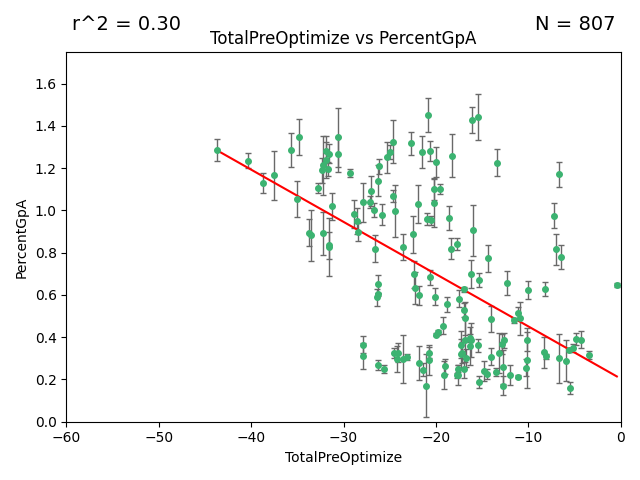 r^2 = 0.30
N = 807
TotalPreOptimize vs PercentGpA
PercentGpA
1.6
1.4
1.2
1.0
0.8
0.6
0.4
0.2
0.0
−60 −50 −40 −30 −20 −10 0
TotalPreOptimize